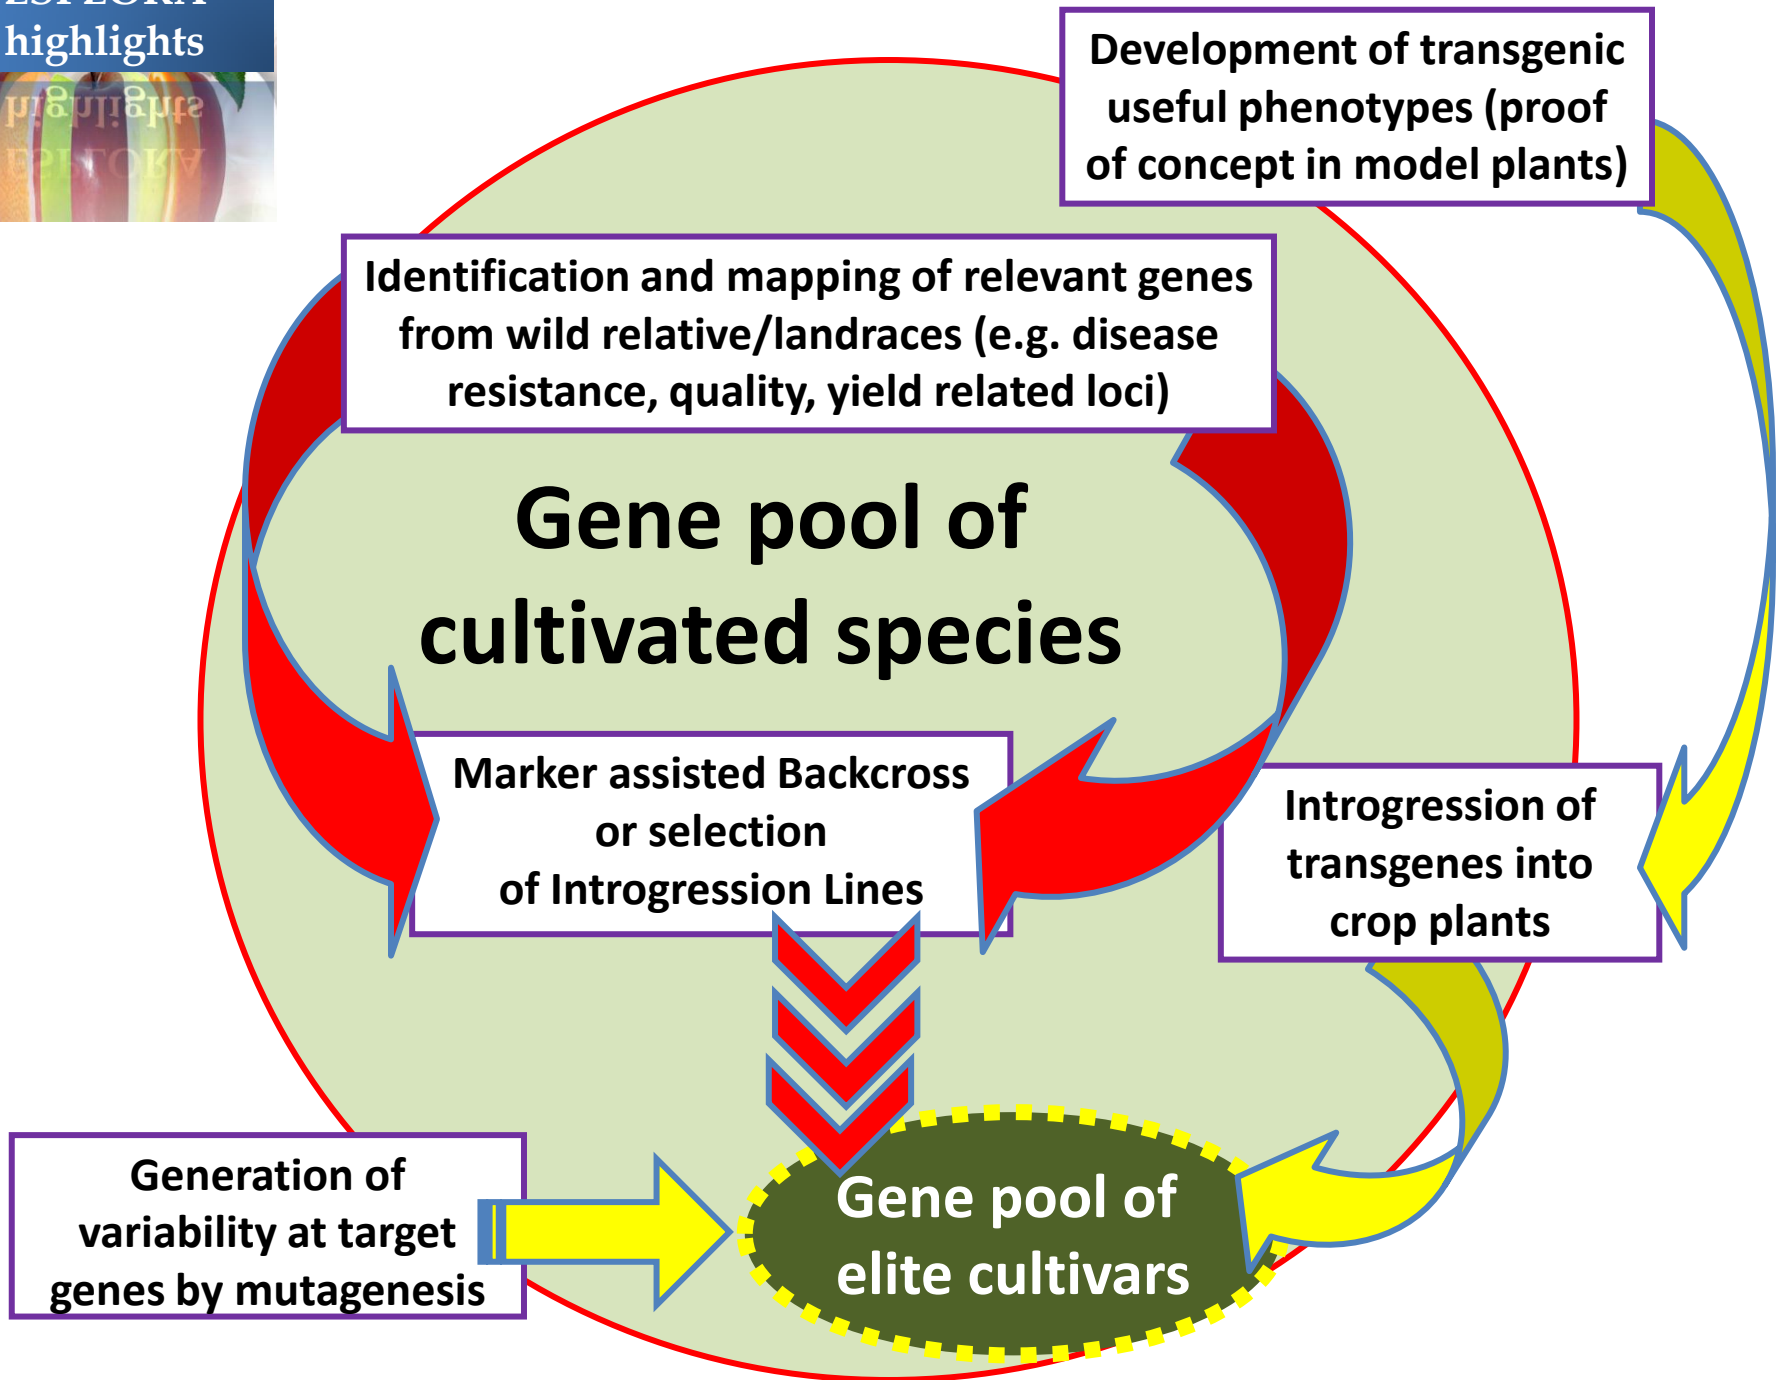 ESPLORA
highlights
Development of transgenic
useful phenotypes (proof
of concept in model plants)
Identification and mapping of relevant genes
from wild relative/landraces (e.g. disease
resistance, quality, yield related loci)
Gene pool of
cultivated species
Marker assisted Backcross
or selection
of Introgression Lines
Introgression of
transgenes into
crop plants
Generation of
variability at target
genes by mutagenesis
Gene pool of
elite cultivars